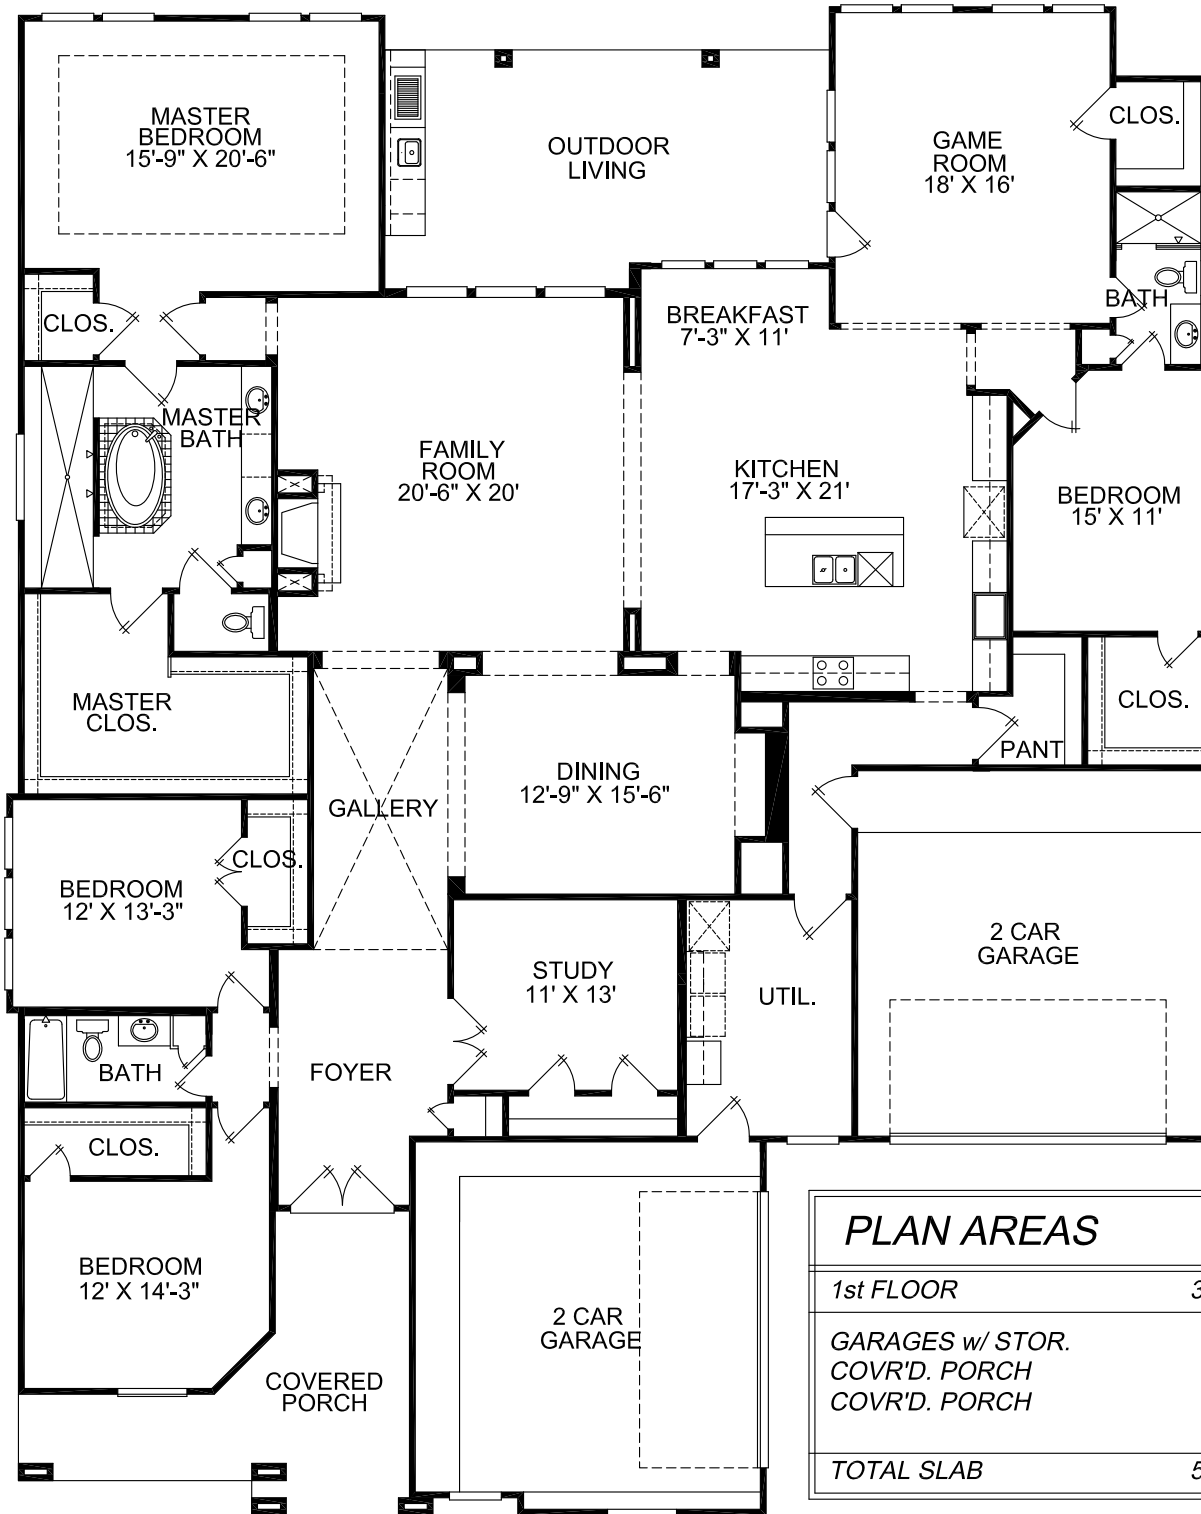 MASTER
BEDROOM
15'-9" X 20'-6"
OUTDOOR
LIVING
GAME
ROOM
18' X 16'
CLOS.
CLOS.
BREAKFAST
7'-3" X 11'
BATH
MASTER
BATH
FAMILY
ROOM
20'-6" X 20'
KITCHEN
17'-3" X 21'
BEDROOM
15' X 11'
MASTER
CLOS.
CLOS.
PANT
DINING
12'-9" X 15'-6"
GALLERY
CLOS.
BEDROOM
12' X 13'-3"
STUDY
11' X 13'
UTIL.
2 CAR
GARAGE
BATH
FOYER
CLOS.
BEDROOM
12' X 14'-3"
2 CAR
GARAGE
COVERED
PORCH
PLAN AREAS
1st FLOOR 3
GARAGES w/ STOR.
COVR'D. PORCH
COVR'D. PORCH
TOTAL SLAB 5